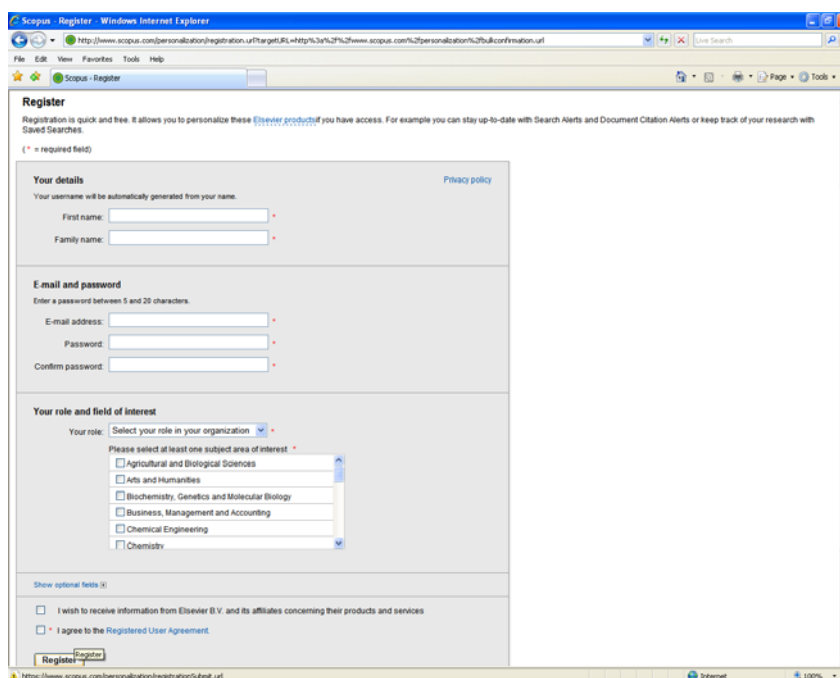 Scopus - Register - Windows Internet Explorer
http://www.scopus.com/personalization/registration.url?targetURL=http%3a%2f%2fwww.scopus.com%2fpersonalization%2fbulkconfirmation.url
Live Search
File Edit View Favorites Tools Help
Scopus - Register
Page Tools
Register
Registration is quick and free. It allows you to personalize these Elsevier productsif you have access. For example you can stay up-to-date with Search Alerts and Document Citation Alerts or keep track of your research with
Saved Searches.
( * = required field)
Your details
Privacy policy
Your username will be automatically generated from your name.
First name: *
Family name: *
E-mail and password
Enter a password between 5 and 20 characters.
E-mail address: *
Password: *
Confirm password: *
Your role and field of interest
Your role: Select your role in your organization *
Please select at least one subject area of interest *
Agricultural and Biological Sciences
Arts and Humanities
Biochemistry, Genetics and Molecular Biology
Business, Management and Accounting
Chemical Engineering
Chemistry
Show optional fields
I wish to receive information from Elsevier B.V. and its affiliates concerning their products and services
* I agree to the Registered User Agreement.
Register
Register
https://www.scopus.com/personalization/registrationSubmit.url
Internet
100%